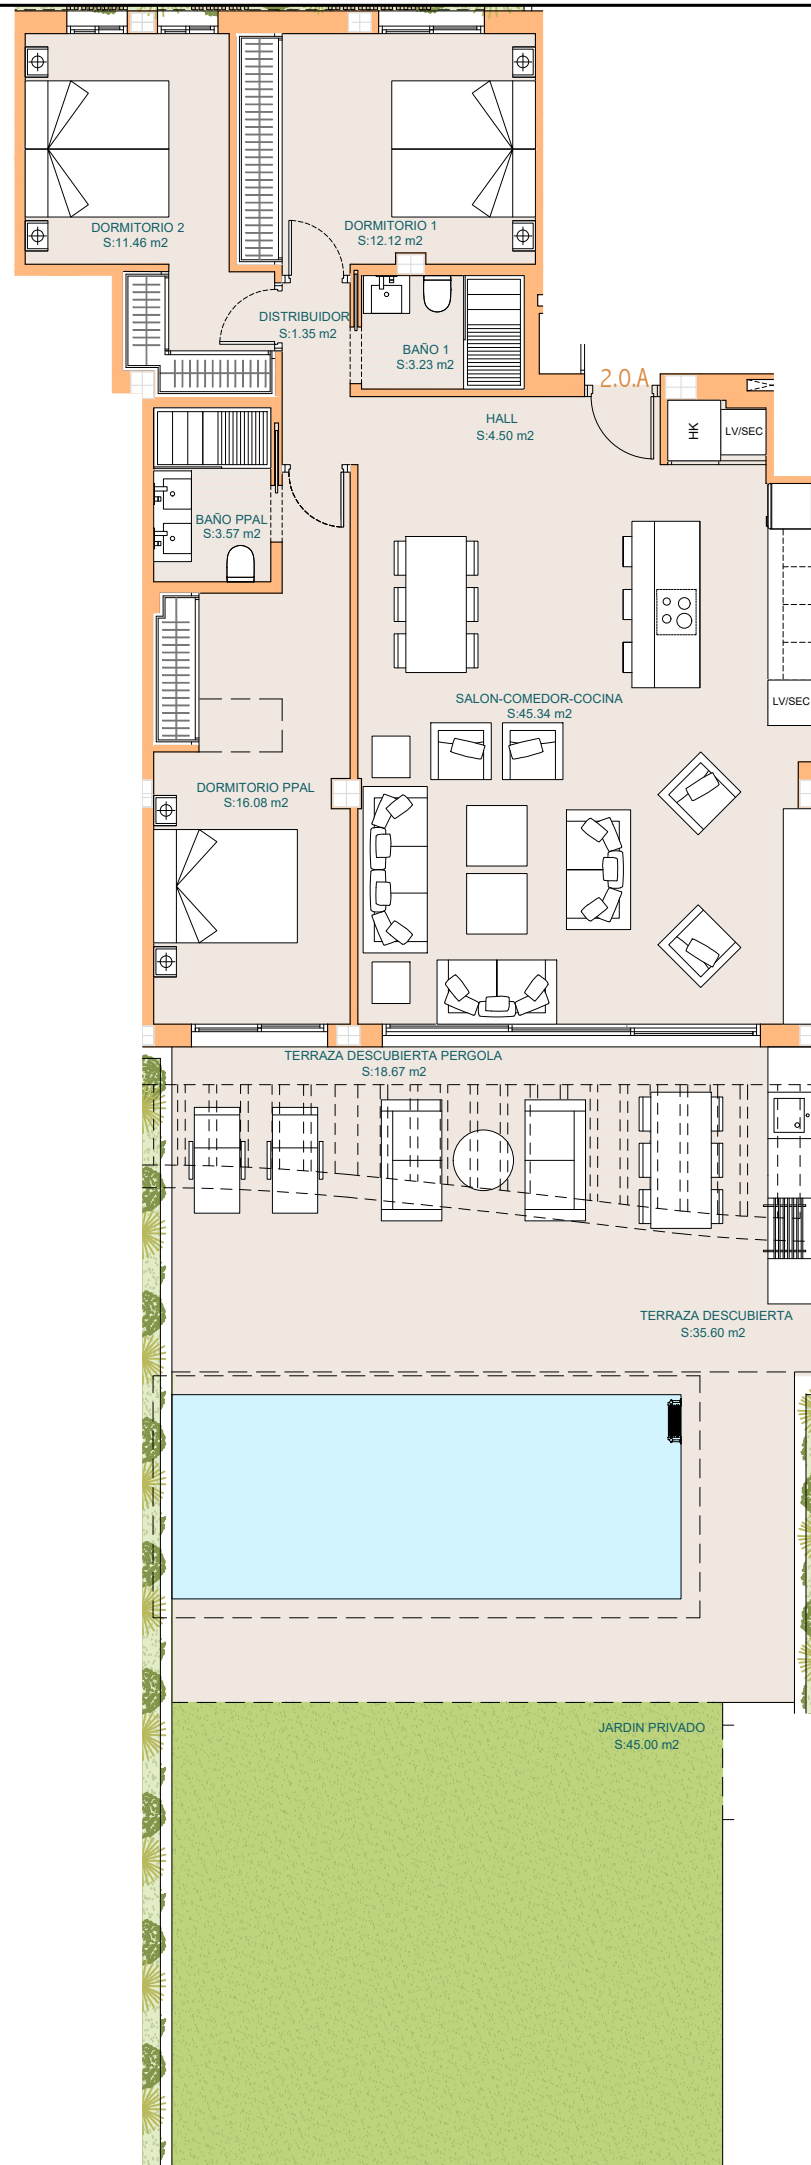 DORMITORIO 2
S:11.46 m2
DORMITORIO 1
S:12.12 m2
DISTRIBUIDOR
S:1.35 m2
BAÑO 1
S:3.23 m2
2.0.A
HALL
S:4.50 m2
HK
LV/SEC
BAÑO PPAL
S:3.57 m2
SALON-COMEDOR-COCINA
S:45.34 m2
LV/SEC
DORMITORIO PPAL
S:16.08 m2
TERRAZA DESCUBIERTA PERGOLA
S:18.67 m2
TERRAZA DESCUBIERTA
S:35.60 m2
JARDIN PRIVADO
S:45.00 m2